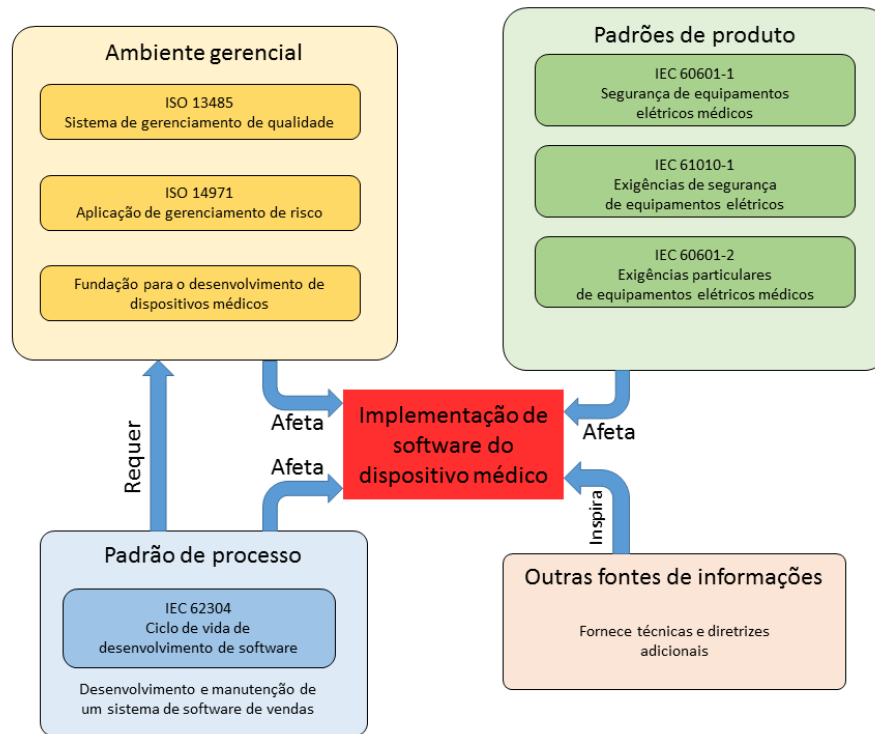 Ambiente gerencial
ISO 13485
Sistema de gerenciamento de qualidade
ISO 14971
Aplicação de gerenciamento de risco
Fundação para o desenvolvimento de
dispositivos médicos
Padrões de produto
IEC 60601-1
Segurança de equipamentos
elétricos médicos
IEC 61010-1
Exigências de segurança
de equipamentos elétricos
IEC 60601-2
Exigências particulares
de equipamentos elétricos médicos
Requer
Afeta
Afeta
Implementação de
software do
dispositivo médico
Afeta
Inspira
Padrão de processo
IEC 62304
Ciclo de vida de
desenvolvimento de software
Desenvolvimento e manutenção de
um sistema de software de vendas
Outras fontes de informações
Fornece técnicas e diretrizes
adicionais